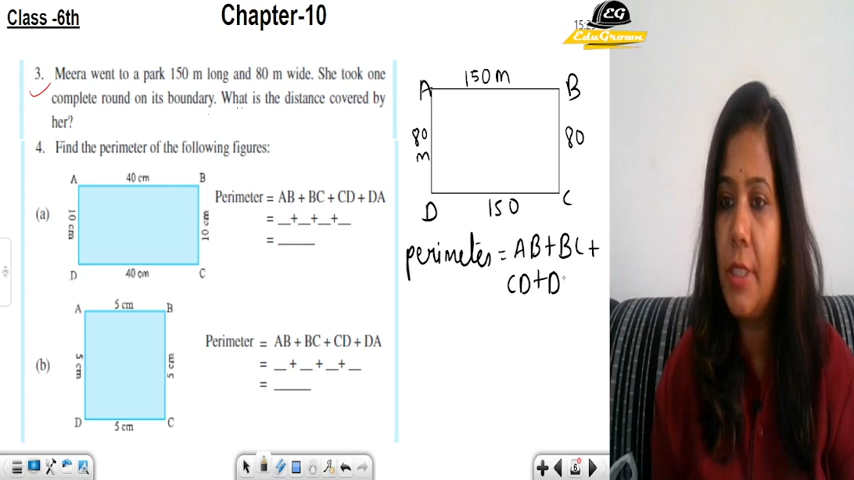 Class -6th
Chapter-10
EG
EduGrown
3. Meera went to a park 150 m long and 80 m wide. She took one
complete round on its boundary. What is the distance covered by
her?
4. Find the perimeter of the following figures:
(a)
A 40 cm B
10 cm
10 cm
D 40 cm C
Perimeter = AB + BC + CD + DA
= __+__+__+__
= _____
(b)
A 5 cm B
5 cm
5 cm
D 5 cm C
Perimeter = AB + BC + CD + DA
= __ + __ + __+ __
= _____
A 150 m B
80 m
80
D 150 C
perimeter = AB+BC+
CD+D